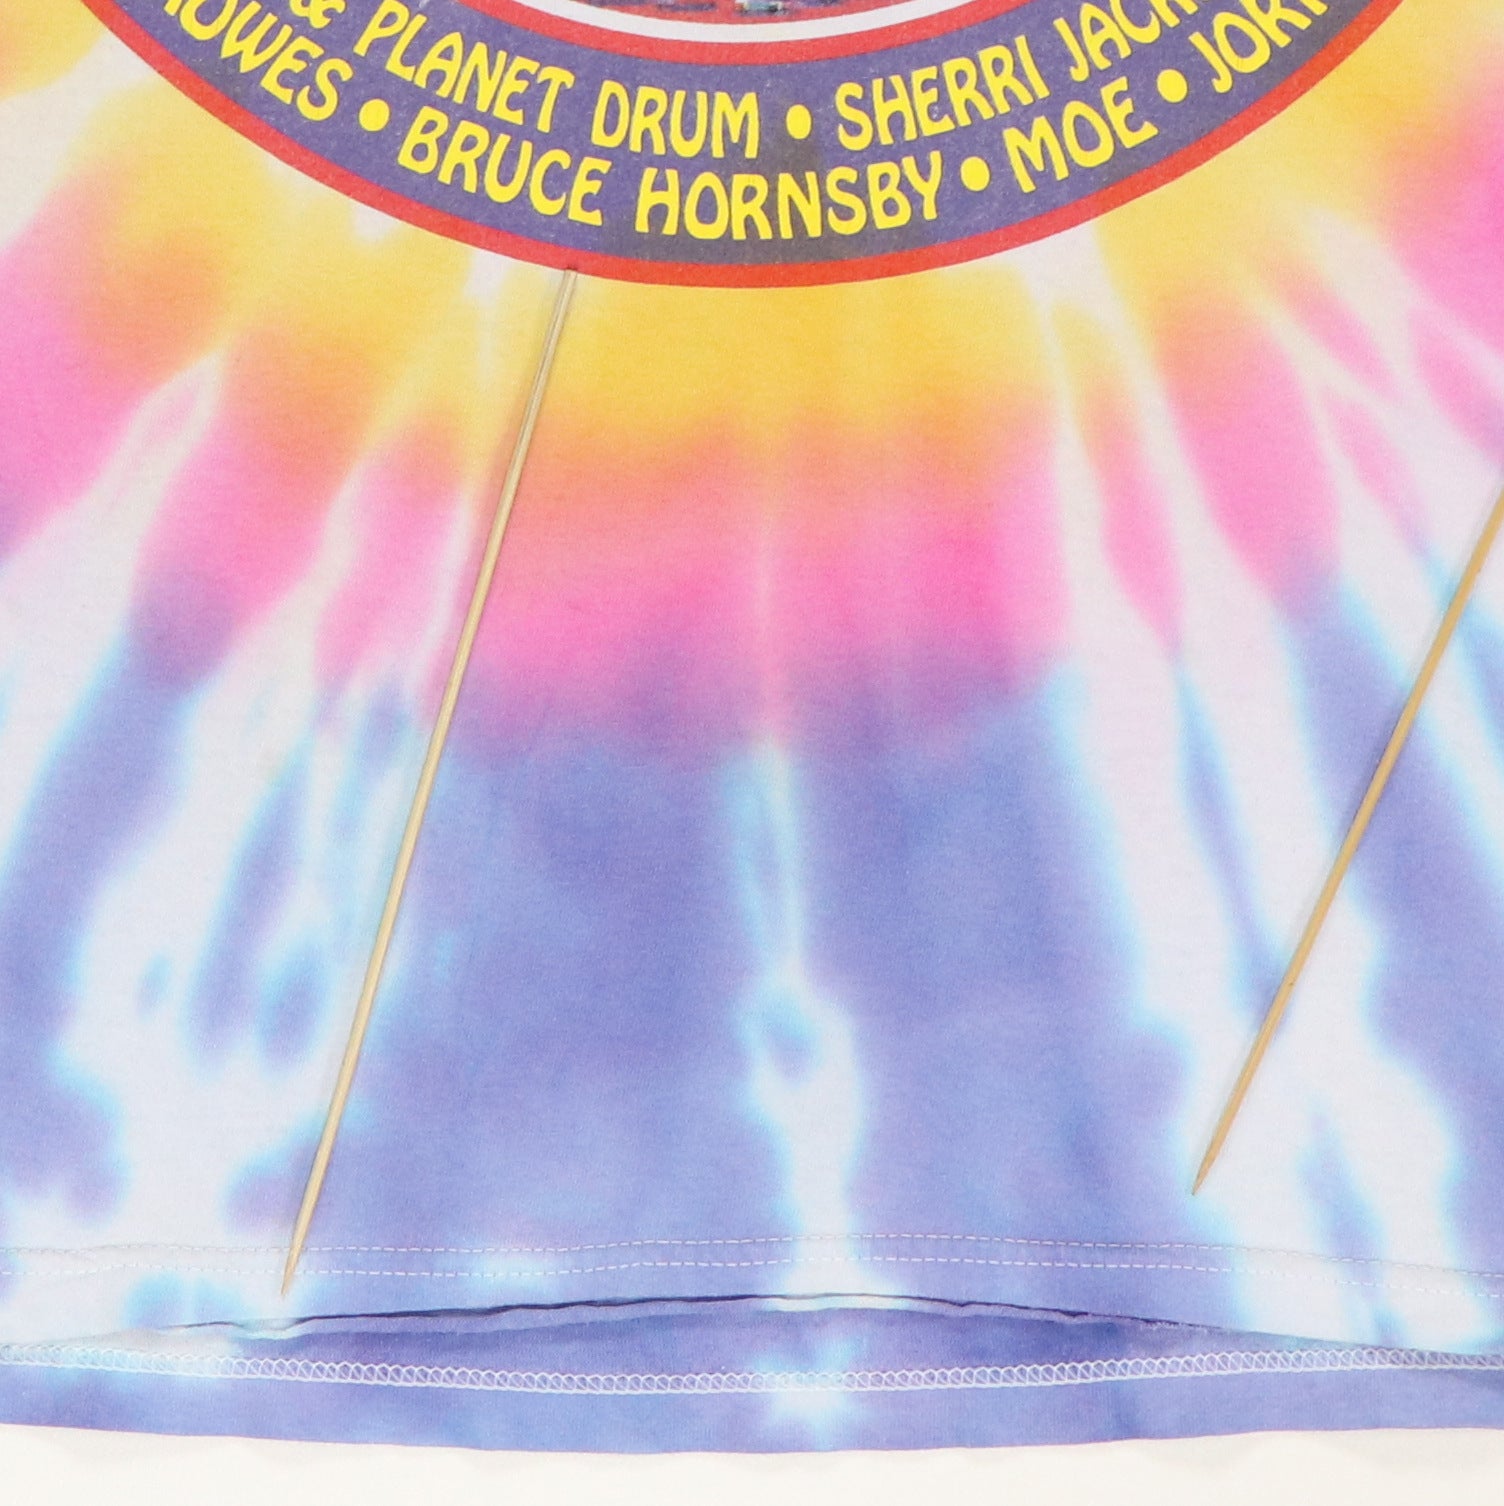 & PLANET DRUM • SHERRI
• BRUCE HORNSBY • MOE •